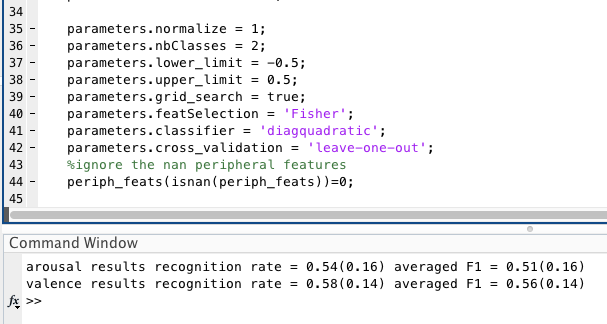 34
35 - parameters.normalize = 1;
36 - parameters.nbClasses = 2;
37 - parameters.lower_limit = -0.5;
38 - parameters.upper_limit = 0.5;
39 - parameters.grid_search = true;
40 - parameters.featSelection = 'Fisher';
41 - parameters.classifier = 'diagquadratic';
42 - parameters.cross_validation = 'leave-one-out';
43 %ignore the nan peripheral features
44 - periph_feats(isnan(periph_feats))=0;
45
Command Window
arousal results recognition rate = 0.54(0.16) averaged F1 = 0.51(0.16)
valence results recognition rate = 0.58(0.14) averaged F1 = 0.56(0.14)
fx >>